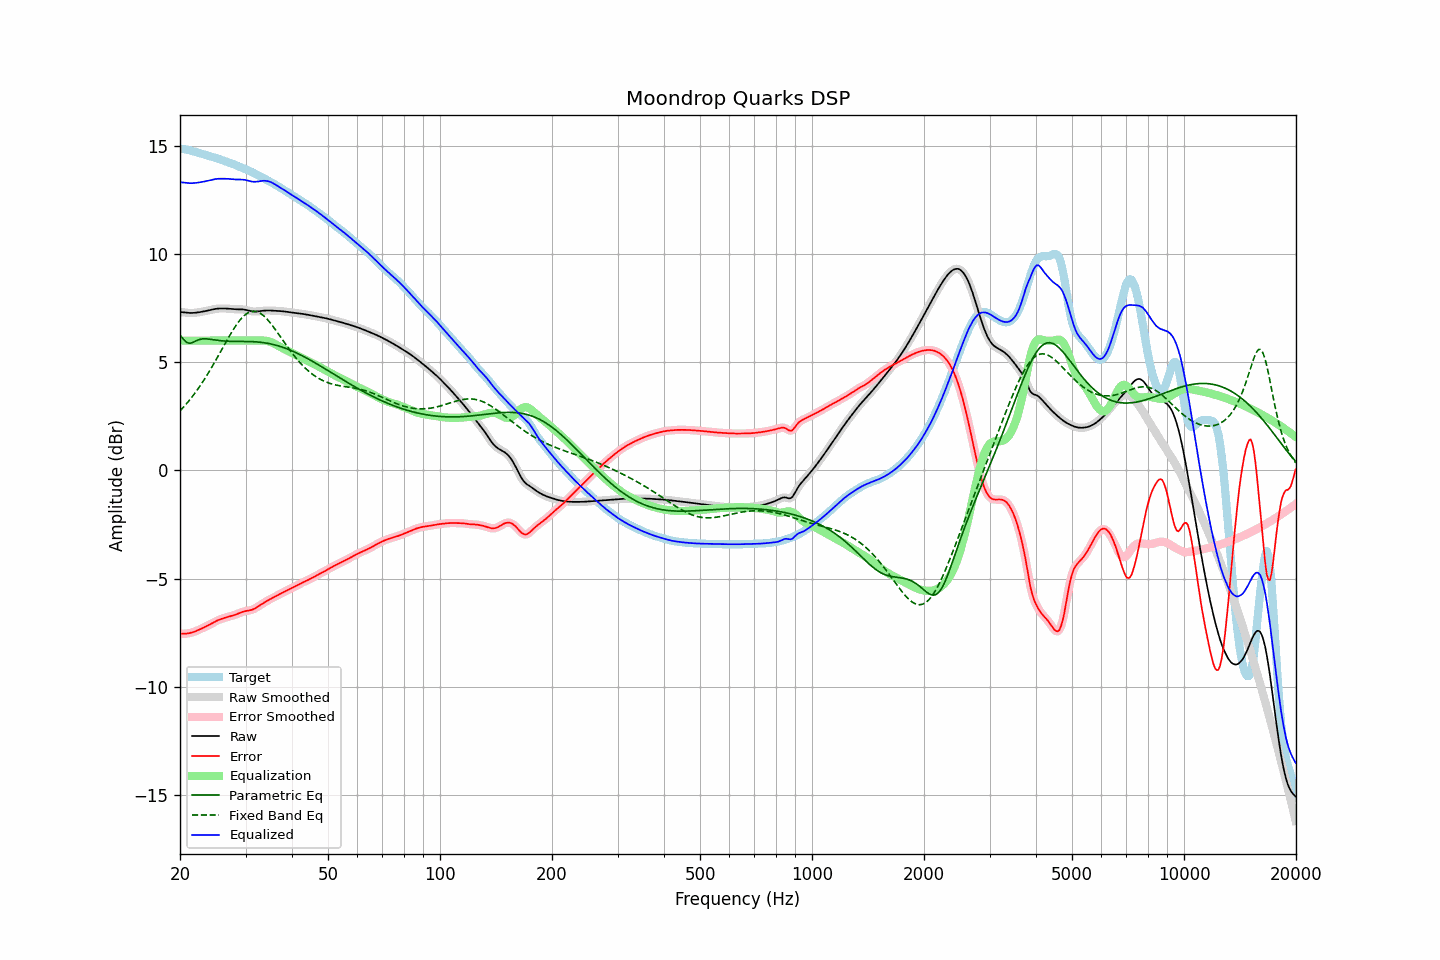 Moondrop Quarks DSP
15
10
5
0
−5
−10
−15
Amplitude (dBr)
Target
Raw Smoothed
Error Smoothed
Raw
Error
Equalization
Parametric Eq
Fixed Band Eq
Equalized
20 50 100 200 500 1000 2000 5000 10000 20000
Frequency (Hz)